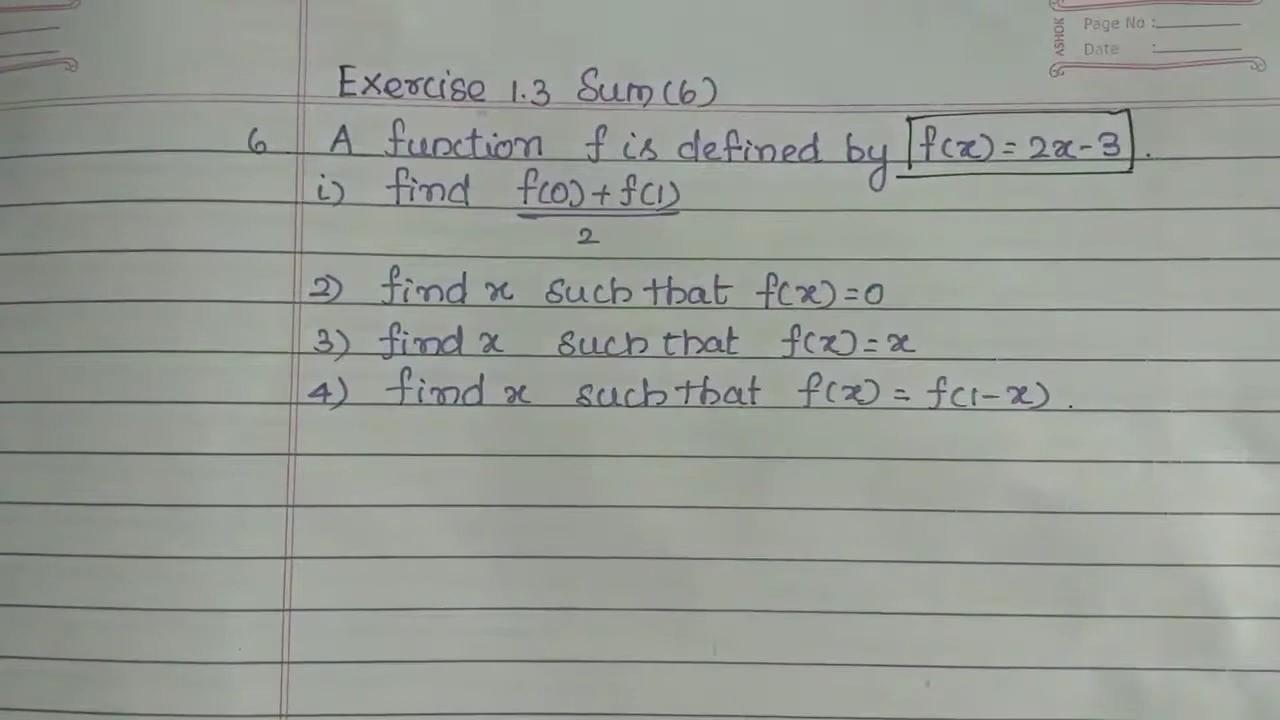 ASHOK
Page No :
Date :
Exercise 1.3 Sum(6)
6 A function f is defined by f(x) = 2x-3.
i) find f(0) + f(1)
2
2) find x such that f(x)=0
3) find x such that f(x)=x
4) find x such that f(x) = f(1-x).